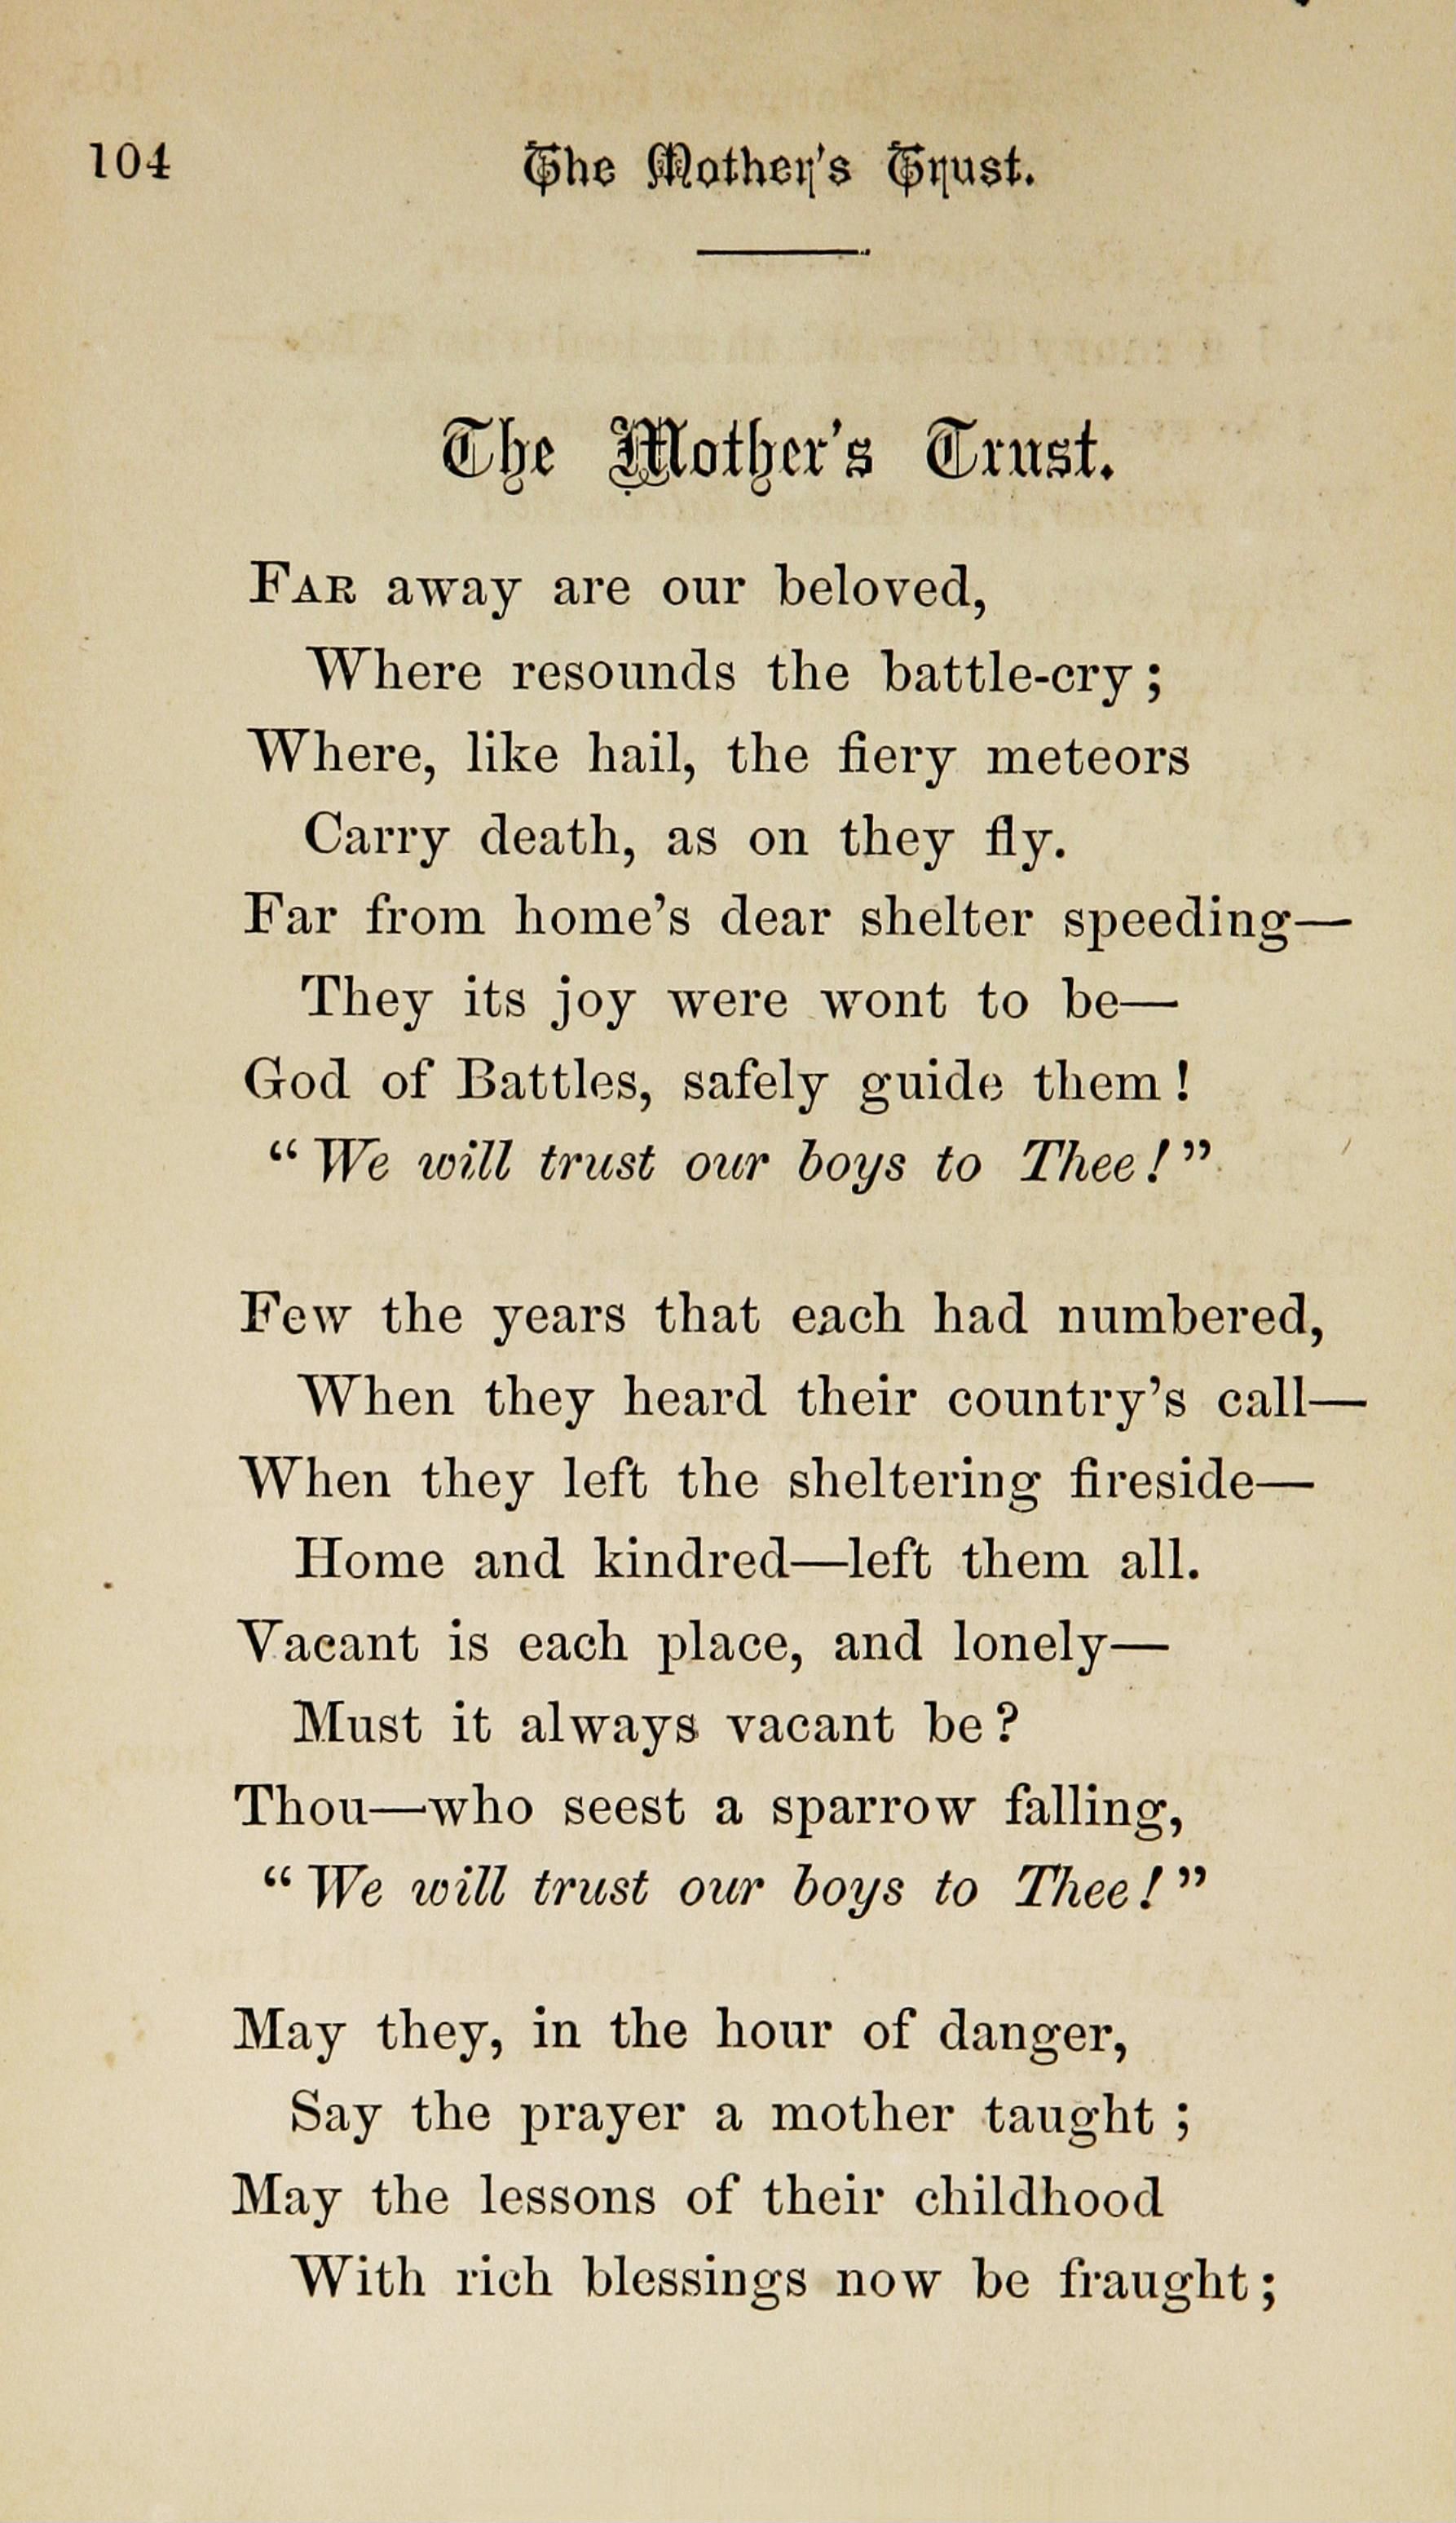 104
The Mother's Trust.
The Mother's Trust.
FAR away are our beloved,
Where resounds the battle-cry;
Where, like hail, the fiery meteors
Carry death, as on they fly.
Far from home's dear shelter speeding—
They its joy were wont to be—
God of Battles, safely guide them!
"We will trust our boys to Thee!"
Few the years that each had numbered,
When they heard their country's call—
When they left the sheltering fireside—
Home and kindred—left them all.
Vacant is each place, and lonely—
Must it always vacant be?
Thou—who seest a sparrow falling,
"We will trust our boys to Thee!"
May they, in the hour of danger,
Say the prayer a mother taught;
May the lessons of their childhood
With rich blessings now be fraught;